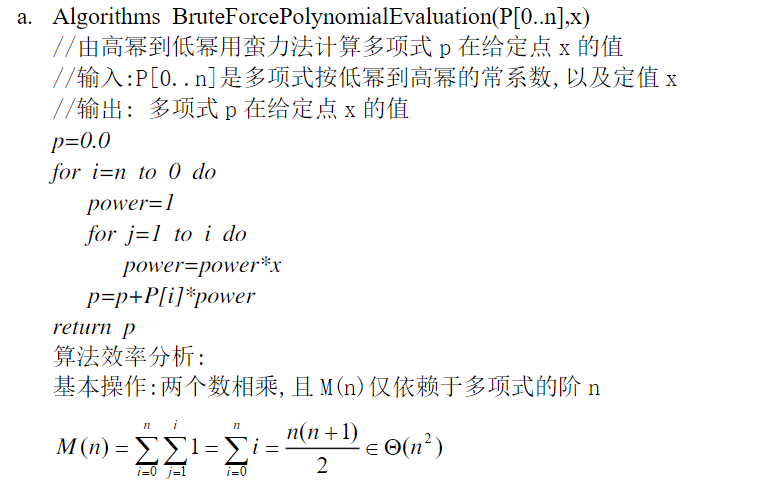 a. Algorithms BruteForcePolynomialEvaluation(P[0..n],x)
//由高幂到低幂用蛮力法计算多项式 p 在给定点 x 的值
//输入:P[0..n]是多项式按低幂到高幂的常系数,以及定值 x
//输出: 多项式 p 在给定点 x 的值
p=0.0
for i=n to 0 do
power=1
for j=1 to i do
power=power*x
p=p+P[i]*power
return p
算法效率分析:
基本操作:两个数相乘,且 M(n)仅依赖于多项式的阶 n
M(n) = \sum_{i=0}^{n} \sum_{j=1}^{i} 1 = \sum_{i=0}^{n} i = \frac{n(n+1)}{2} ∈ Θ(n²)